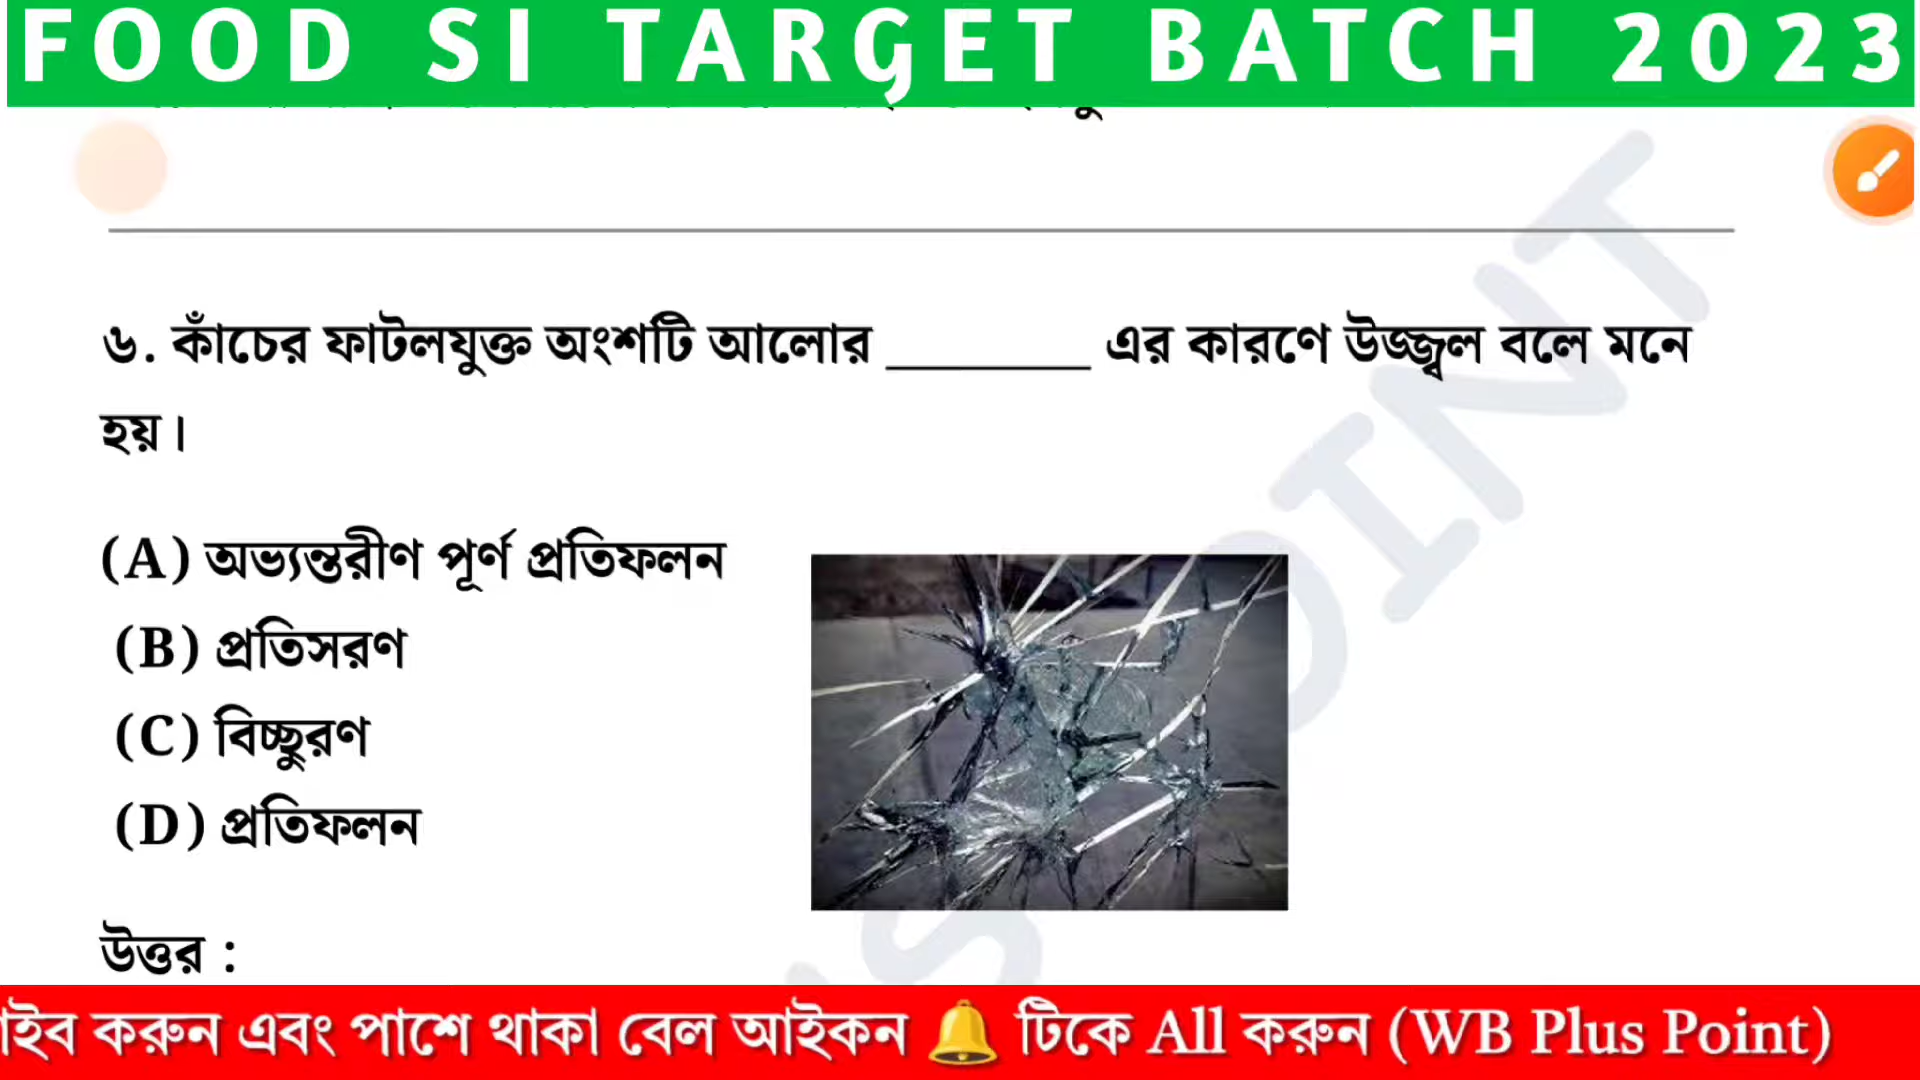 FOOD SI TARGET BATCH 2023
৬. কাঁচের ফাটলযুক্ত অংশটি আলোর ________ এর কারণে উজ্জ্বল বলে মনে
হয়।
(A) অভ্যন্তরীণ পূর্ণ প্রতিফলন
(B) প্রতিসরণ
(C) বিচ্ছুরণ
(D) প্রতিফলন
উত্তর :
করুন এবং পাশে থাকা বেল আইকন 🔔 টিকে All করুন (WB Plus Point)